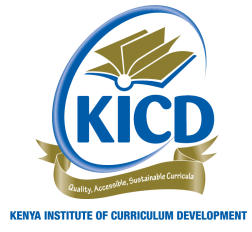 KICD
Quality, Accessible, Sustainable Curricula
KENYA INSTITUTE OF CURRICULUM DEVELOPMENT